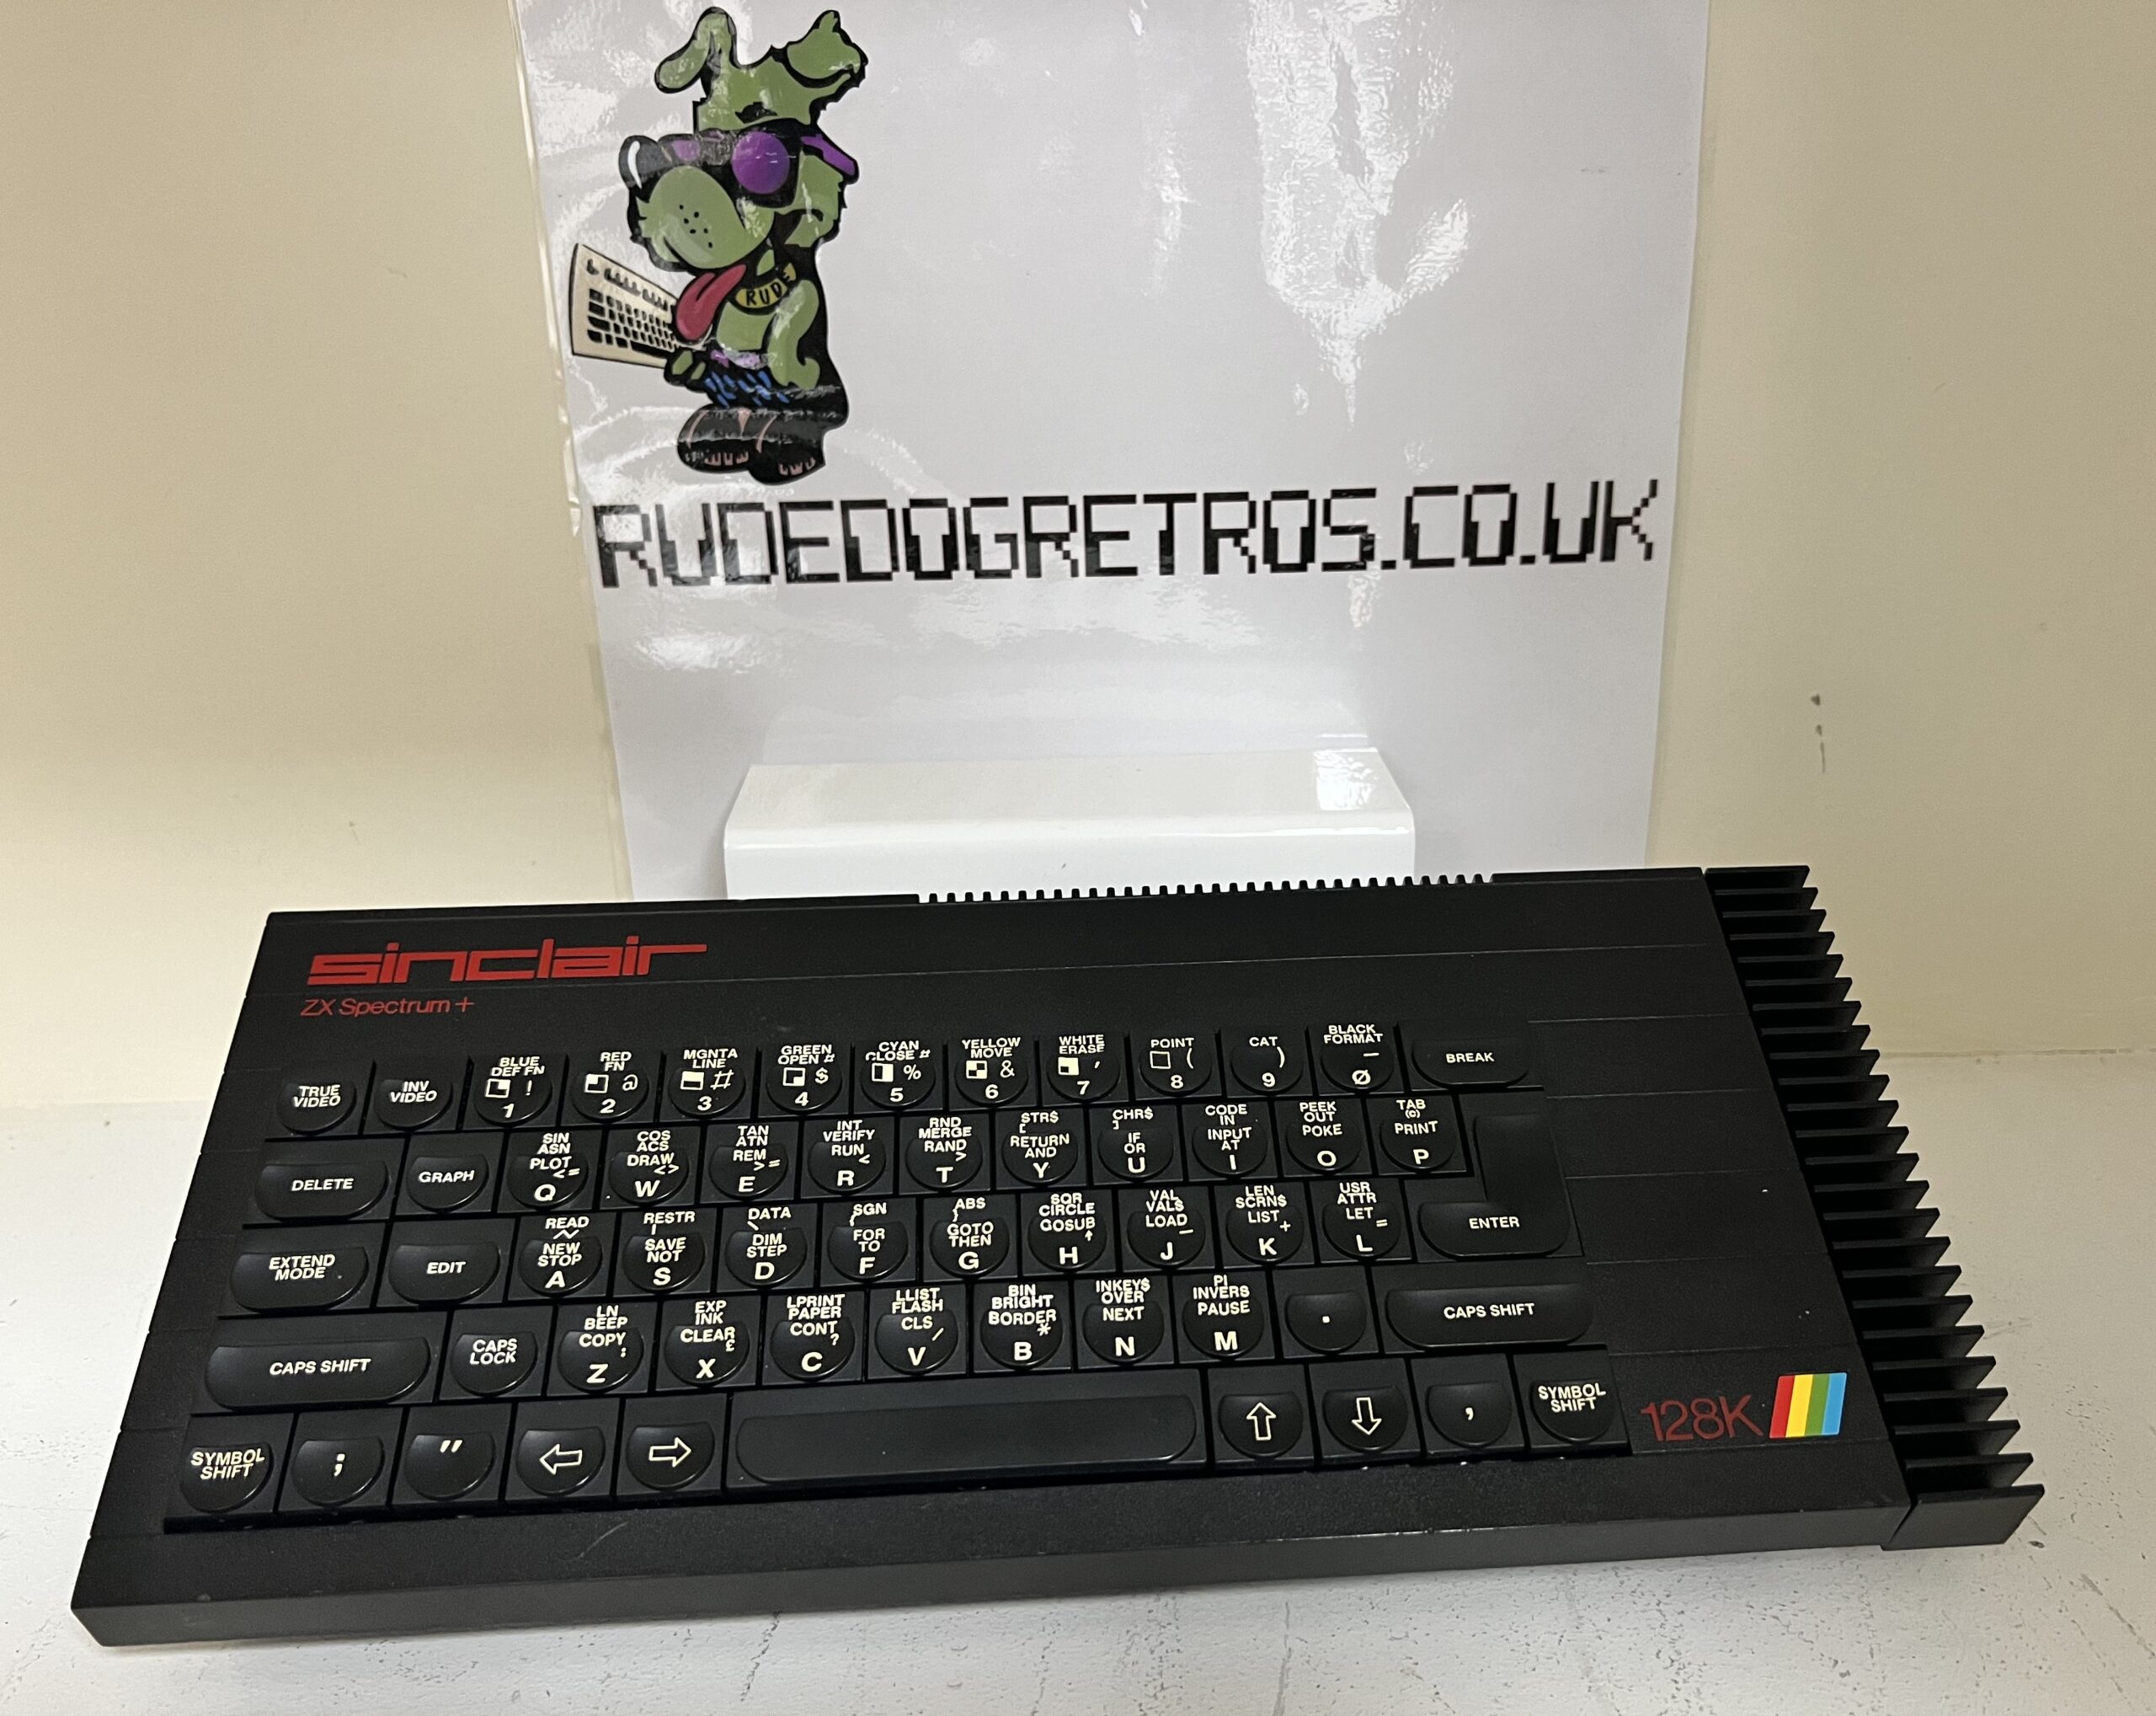 RUDE
RUDEDOGRETROS.CO.UK
sinclair
ZX Spectrum +
TRUE VIDEO
INV VIDEO
BLUE
DEF FN
!
1
RED
FN
@
2
MGNTA
LINE
#
3
GREEN
OPEN #
$
4
CYAN
CLOSE #
%
5
YELLOW
MOVE
&
6
WHITE
ERASE
'
7
POINT
(
8
CAT
)
9
BLACK
FORMAT
_
0
BREAK
DELETE
GRAPH
SIN
ASN
PLOT
<=
Q
COS
ACS
DRAW
<>
W
TAN
ATN
REM
>=
E
INT
VERIFY
RUN
<
R
RND
MERGE
RAND
>
T
STR$
[
RETURN
AND
Y
CHR$
]
IF
OR
U
CODE
IN
INPUT
AT
I
PEEK
OUT
POKE
;
O
TAB
(c)
PRINT
"
P
EXTEND
MODE
EDIT
READ
~
NEW
STOP
A
RESTR
|
SAVE
NOT
S
DATA
\
DIM
STEP
D
SGN
{
FOR
TO
F
ABS
}
GOTO
THEN
G
SQR
CIRCLE
GOSUB
↑
H
VAL
VAL$
LOAD
_
J
LEN
SCRN$
LIST
+
K
USR
ATTR
LET
=
L
ENTER
CAPS SHIFT
CAPS
LOCK
LN
BEEP
COPY
:
Z
EXP
INK
CLEAR
£
X
LPRINT
PAPER
CONT
?
C
LLIST
FLASH
CLS
/
V
BIN
BRIGHT
BORDER
*
B
INKEY$
OVER
NEXT
N
PI
INVERS
PAUSE
M
.
CAPS SHIFT
SYMBOL
SHIFT
;
"
⇦
⇨
⇧
⇩
,
SYMBOL
SHIFT
128K